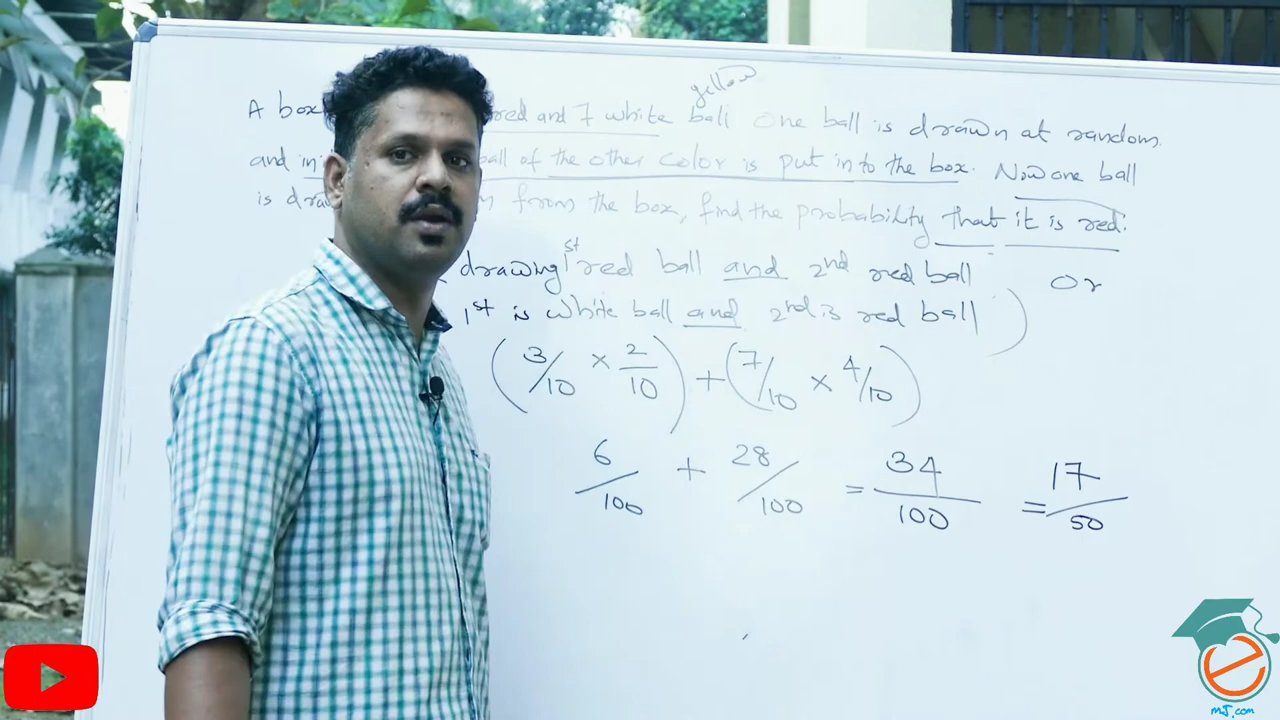 yellow
A box red and 7 white ball One ball is drawn at random.
and in ball of the other color is put in to the box. Now one ball
is from the box, find the probability that it is red.
drawing 1st red ball and 2nd red ball or
1st is white ball and 2nd is red ball)
(3/10 × 2/10) + (7/10 × 4/10)
6/100 + 28/100 = 34/100 = 17/50
mJ.com